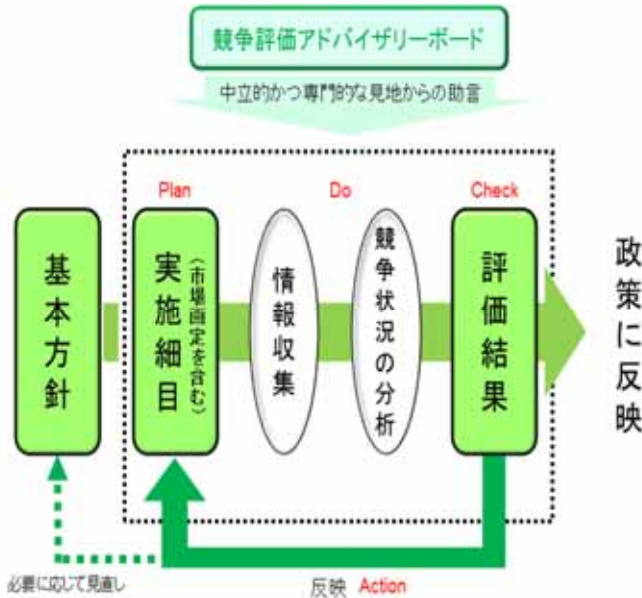 競争評価アドバイザリーボード
中立的かつ専門的な見地からの助言
Plan
Do
Check
基本方針
実施細目
(市場画定を含む)
情報収集
競争状況の分析
評価結果
政策に反映
必要に応じて見直し
反映 Action